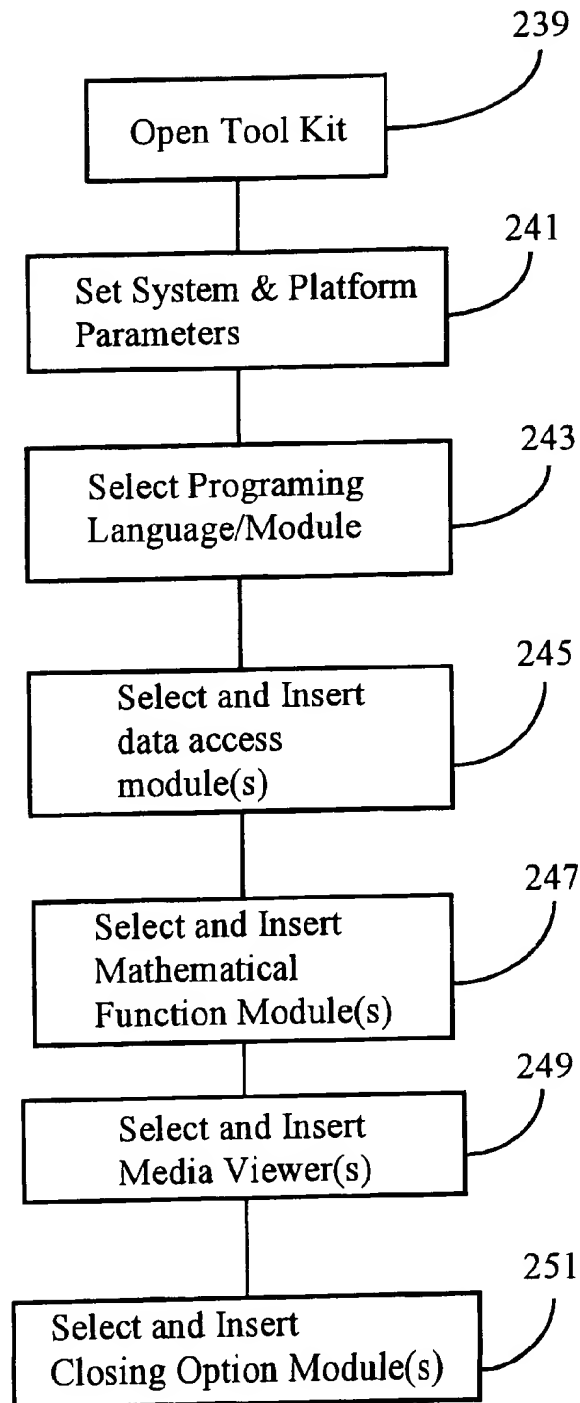 239
Open Tool Kit
241
Set System & Platform
Parameters
243
Select Programing
Language/Module
245
Select and Insert
data access
module(s)
247
Select and Insert
Mathematical
Function Module(s)
249
Select and Insert
Media Viewer(s)
251
Select and Insert
Closing Option Module(s)